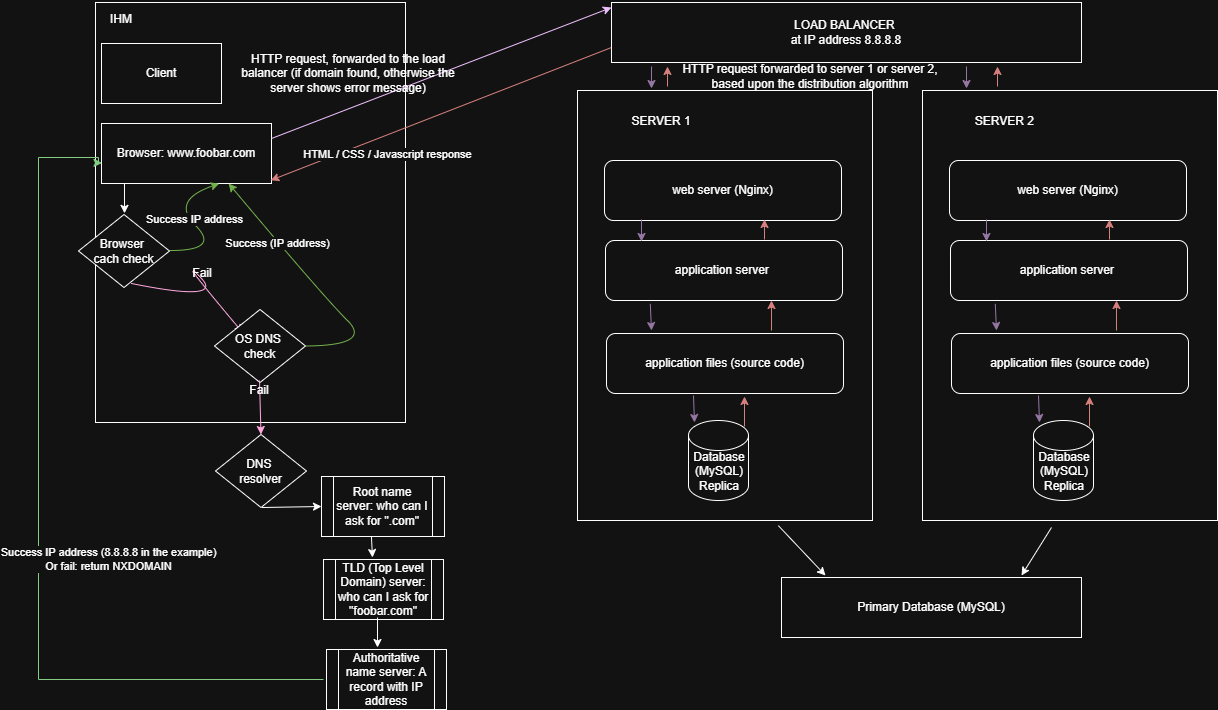 IHM
Client
HTTP request, forwarded to the load
balancer (if domain found, otherwise the
server shows error message)
Browser: www.foobar.com
HTML / CSS / Javascript response
Success IP address
Browser
cach check
Success (IP address)
Fail
OS DNS
check
Fail
DNS
resolver
Root name
server: who can I
ask for ".com"
Success IP address (8.8.8.8 in the example)
Or fail: return NXDOMAIN
TLD (Top Level
Domain) server:
who can I ask for
"foobar.com"
Authoritative
name server: A
record with IP
address
LOAD BALANCER
at IP address 8.8.8.8
HTTP request forwarded to server 1 or server 2,
based upon the distribution algorithm
SERVER 1
web server (Nginx)
application server
application files (source code)
Database
(MySQL)
Replica
SERVER 2
web server (Nginx)
application server
application files (source code)
Database
(MySQL)
Replica
Primary Database (MySQL)